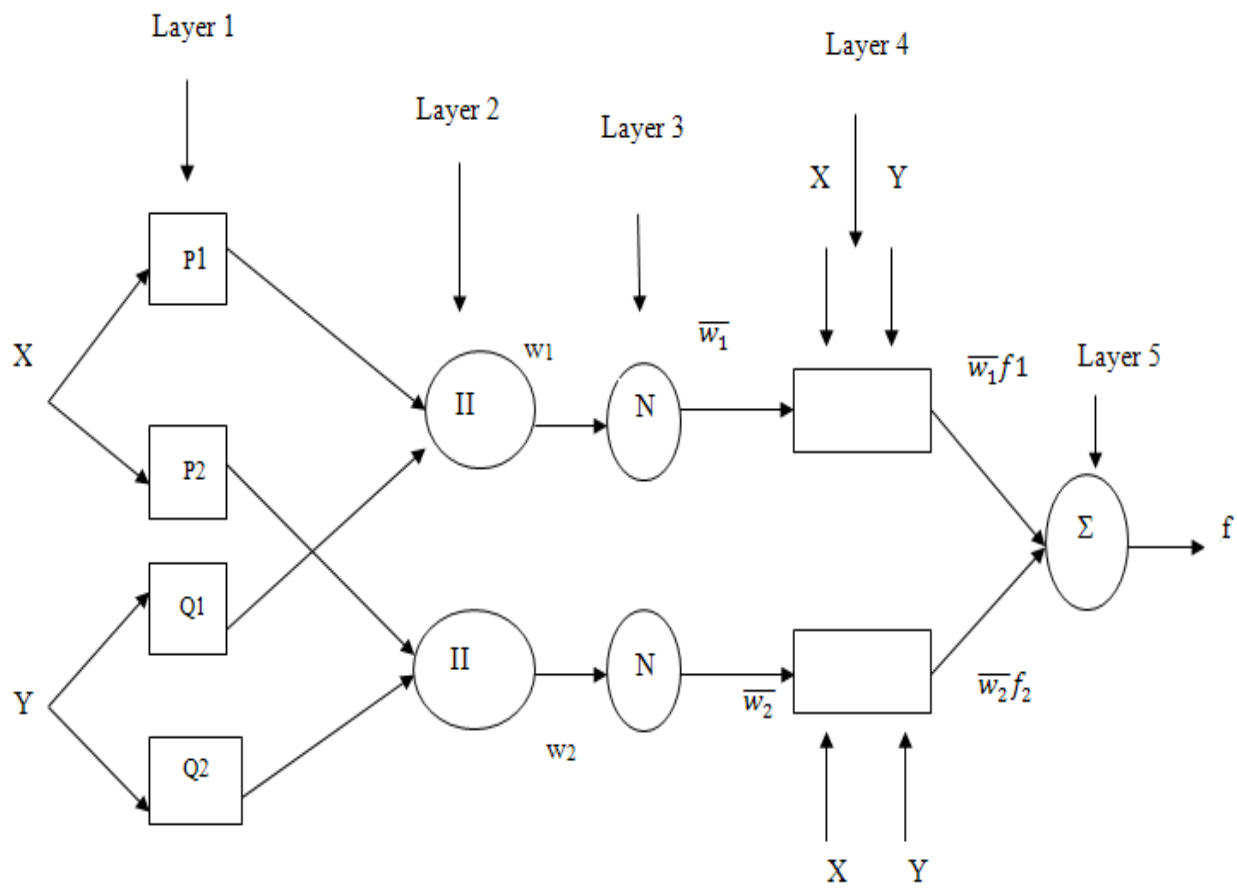 Layer 1
Layer 2
Layer 3
Layer 4
X
Y
P1
X
P2
Q1
Y
Q2
II
w1
N
w̅₁
w̅₁f1
Layer 5
Σ
f
II
w2
N
w̅₂
w̅₂f₂
X
Y